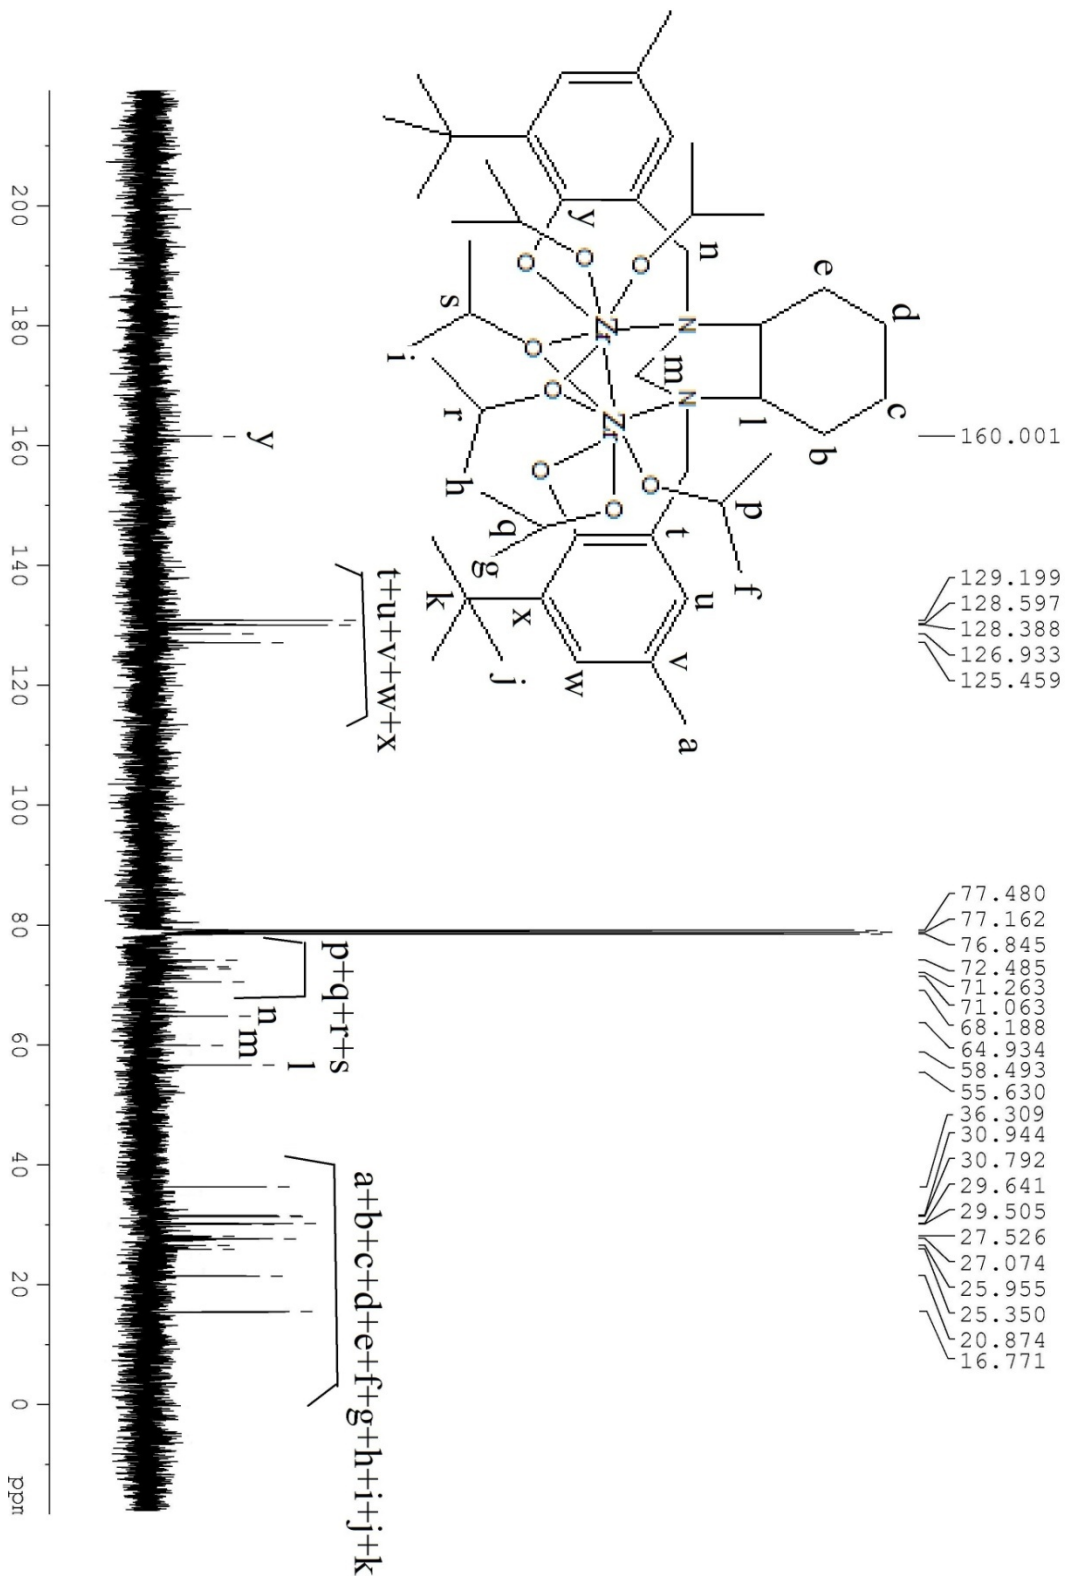 160.001
129.199
128.597
128.388
126.933
125.459
77.480
77.162
76.845
72.485
71.263
71.063
68.188
64.934
58.493
55.630
36.309
30.944
30.792
29.641
29.505
27.526
27.074
25.955
25.350
20.874
16.771
e
d
c
b
l
m
n
N
N
y
O
O
O
Zr
s
i
O
O
r
Zr
h
O
O
O
q
g
p
f
t
u
v
w
x
k
j
a
y
t+u+v+w+x
p+q+r+s
n
m
l
a+b+c+d+e+f+g+h+i+j+k
200
180
160
140
120
100
80
60
40
20
0
ppm